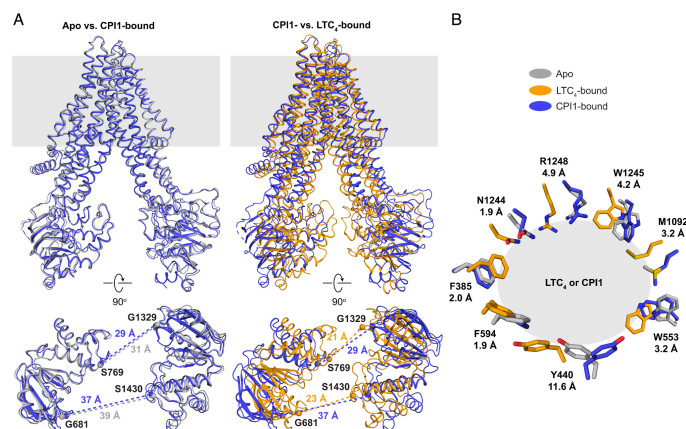 A
Apo vs. CPI1-bound
CPI1- vs. LTC4-bound
90°
90°
G1329
29 Å
31 Å
S769
S1430
37 Å
39 Å
G681
G1329
21 Å
29 Å
S769
S1430
23 Å
37 Å
G681
B
Apo
LTC4-bound
CPI1-bound
R1248
4.9 Å
W1245
4.2 Å
N1244
1.9 Å
M1092
3.2 Å
F385
2.0 Å
LTC4 or CPI1
F594
1.9 Å
W553
3.2 Å
Y440
11.6 Å